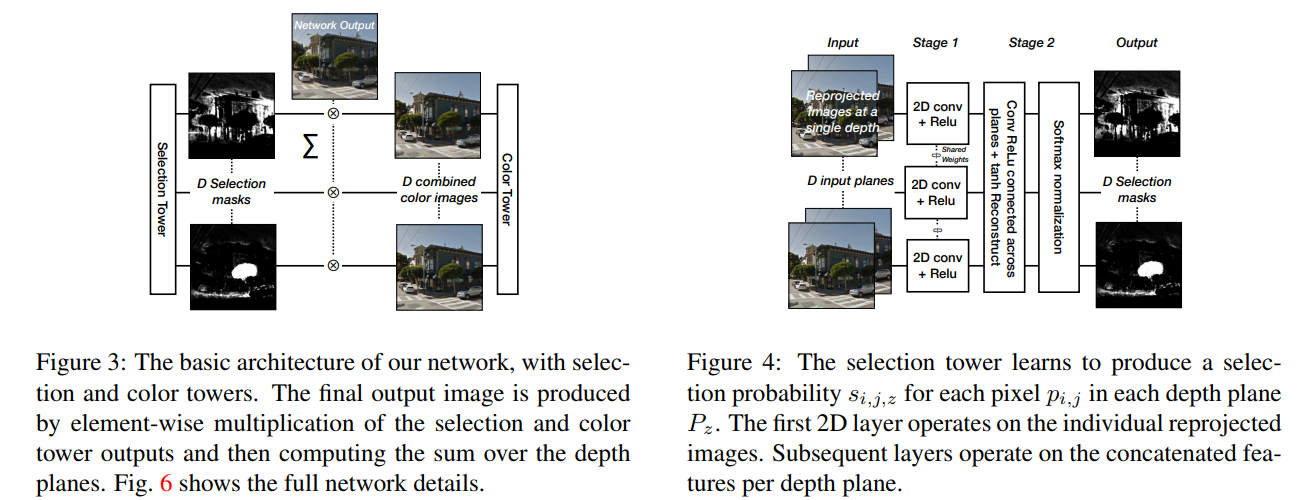 Network Output
Selection Tower
D Selection
masks
Σ
⊗
⊗
⊗
D combined
color images
Color Tower
Figure 3: The basic architecture of our network, with selec-
tion and color towers. The final output image is produced
by element-wise multiplication of the selection and color
tower outputs and then computing the sum over the depth
planes. Fig. 6 shows the full network details.
Input
Stage 1
Stage 2
Output
Reprojected
Images at a
single depth
D input planes
2D conv
+ Relu
Shared
Weights
2D conv
+ Relu
2D conv
+ Relu
Conv ReLu connected across
planes + tanh Reconstruct
Softmax normalization
D Selection
masks
Figure 4: The selection tower learns to produce a selec-
tion probability s_{i,j,z} for each pixel p_{i,j} in each depth plane
P_z. The first 2D layer operates on the individual reprojected
images. Subsequent layers operate on the concatenated fea-
tures per depth plane.